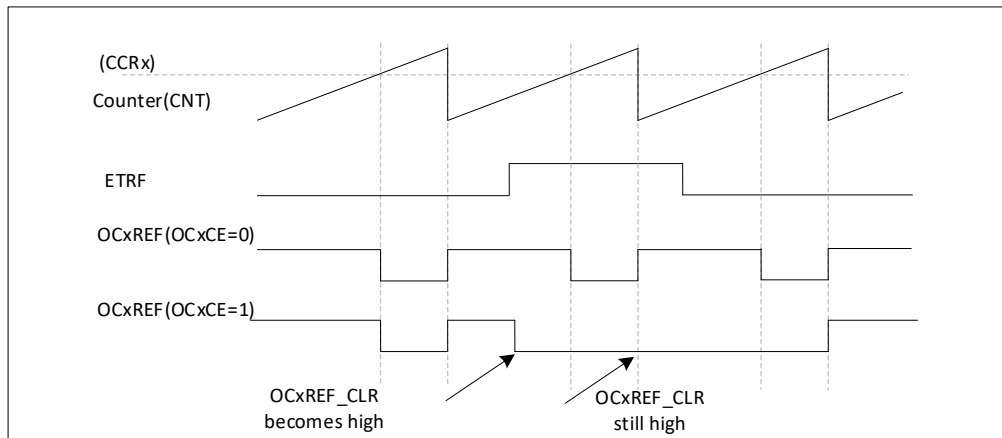 (CCRx)
Counter(CNT)
ETRF
OCxREF(OCxCE=0)
OCxREF(OCxCE=1)
OCxREF_CLR
becomes high
OCxREF_CLR
still high